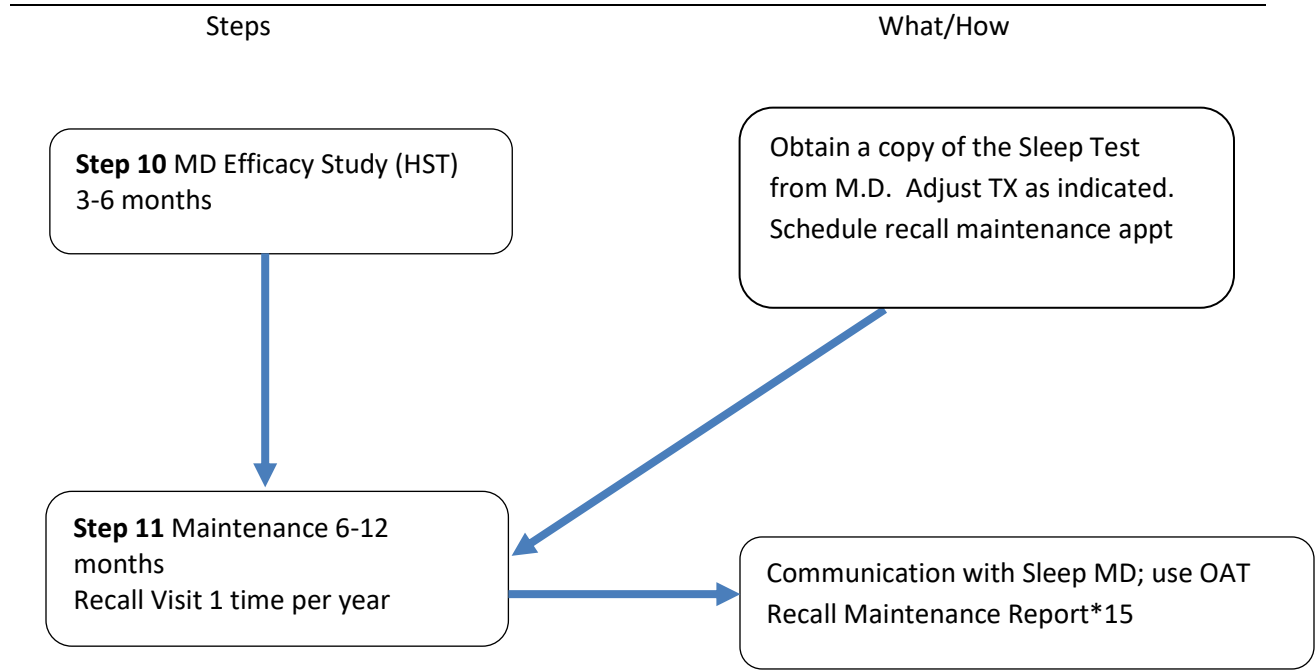 Steps
What/How
Step 10 MD Efficacy Study (HST)
3-6 months
Obtain a copy of the Sleep Test
from M.D.  Adjust TX as indicated.
Schedule recall maintenance appt
Step 11 Maintenance 6-12
months
Recall Visit 1 time per year
Communication with Sleep MD; use OAT
Recall Maintenance Report*15